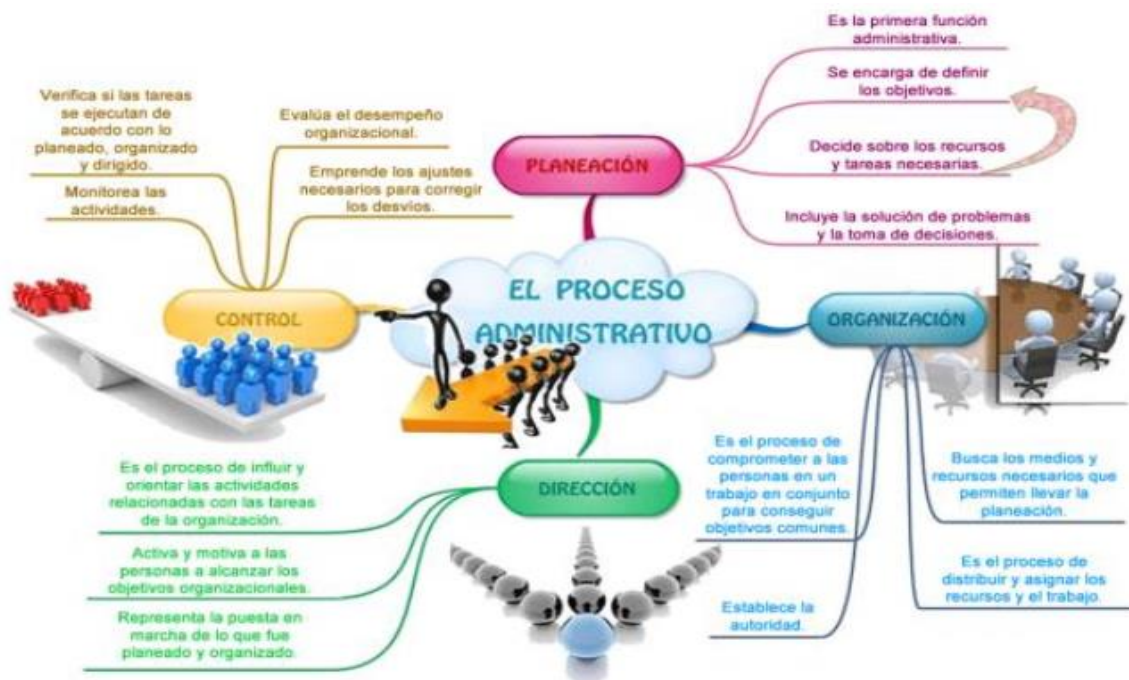 EL PROCESO
ADMINISTRATIVO
PLANEACIÓN
Es la primera función
administrativa.
Se encarga de definir
los objetivos.
Decide sobre los recursos
y tareas necesarias.
Incluye la solución de problemas
y la toma de decisiones.
ORGANIZACIÓN
Es el proceso de
comprometer a las
personas en un
trabajo en conjunto
para conseguir
objetivos comunes.
Busca los medios y
recursos necesarios que
permiten llevar la
planeación.
Es el proceso de
distribuir y asignar los
recursos y el trabajo.
Establece la
autoridad.
DIRECCIÓN
Es el proceso de influir y
orientar las actividades
relacionadas con las tareas
de la organización.
Activa y motiva a las
personas a alcanzar los
objetivos organizacionales.
Representa la puesta en
marcha de lo que fue
planeado y organizado.
CONTROL
Verifica si las tareas
se ejecutan de
acuerdo con lo
planeado, organizado
y dirigido.
Monitorea las
actividades.
Evalúa el desempeño
organizacional.
Emprende los ajustes
necesarios para corregir
los desvíos.